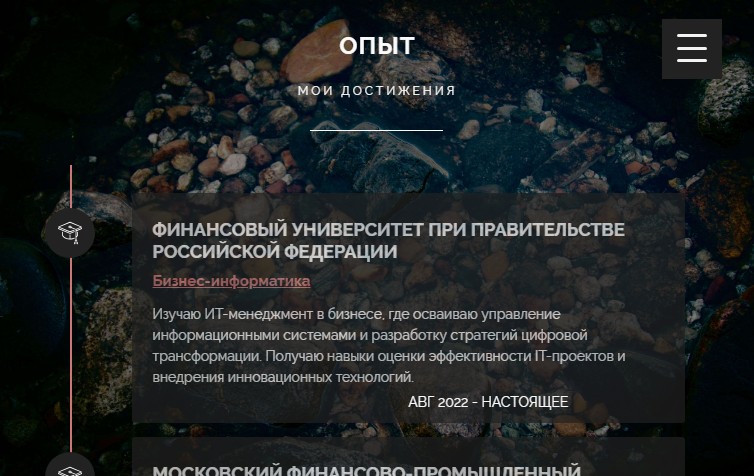 ОПЫТ
МОИ ДОСТИЖЕНИЯ
ФИНАНСОВЫЙ УНИВЕРСИТЕТ ПРИ ПРАВИТЕЛЬСТВЕ
РОССИЙСКОЙ ФЕДЕРАЦИИ
Бизнес-информатика
Изучаю ИТ-менеджмент в бизнесе, где осваиваю управление
информационными системами и разработку стратегий цифровой
трансформации. Получаю навыки оценки эффективности IT-проектов и
внедрения инновационных технологий.
АВГ 2022 - НАСТОЯЩЕЕ
МОСКОВСКИЙ ФИНАНСОВО-ПРОМЫШЛЕННЫЙ